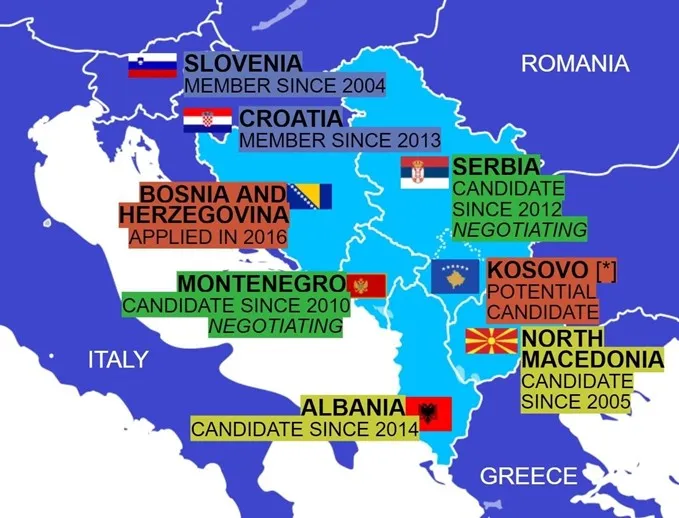 SLOVENIA
MEMBER SINCE 2004
ROMANIA
CROATIA
MEMBER SINCE 2013
SERBIA
CANDIDATE
SINCE 2012
NEGOTIATING
BOSNIA AND
HERZEGOVINA
APPLIED IN 2016
KOSOVO [*]
POTENTIAL
CANDIDATE
MONTENEGRO
CANDIDATE SINCE 2010
NEGOTIATING
NORTH
MACEDONIA
CANDIDATE
SINCE 2005
ITALY
ALBANIA
CANDIDATE SINCE 2014
GREECE